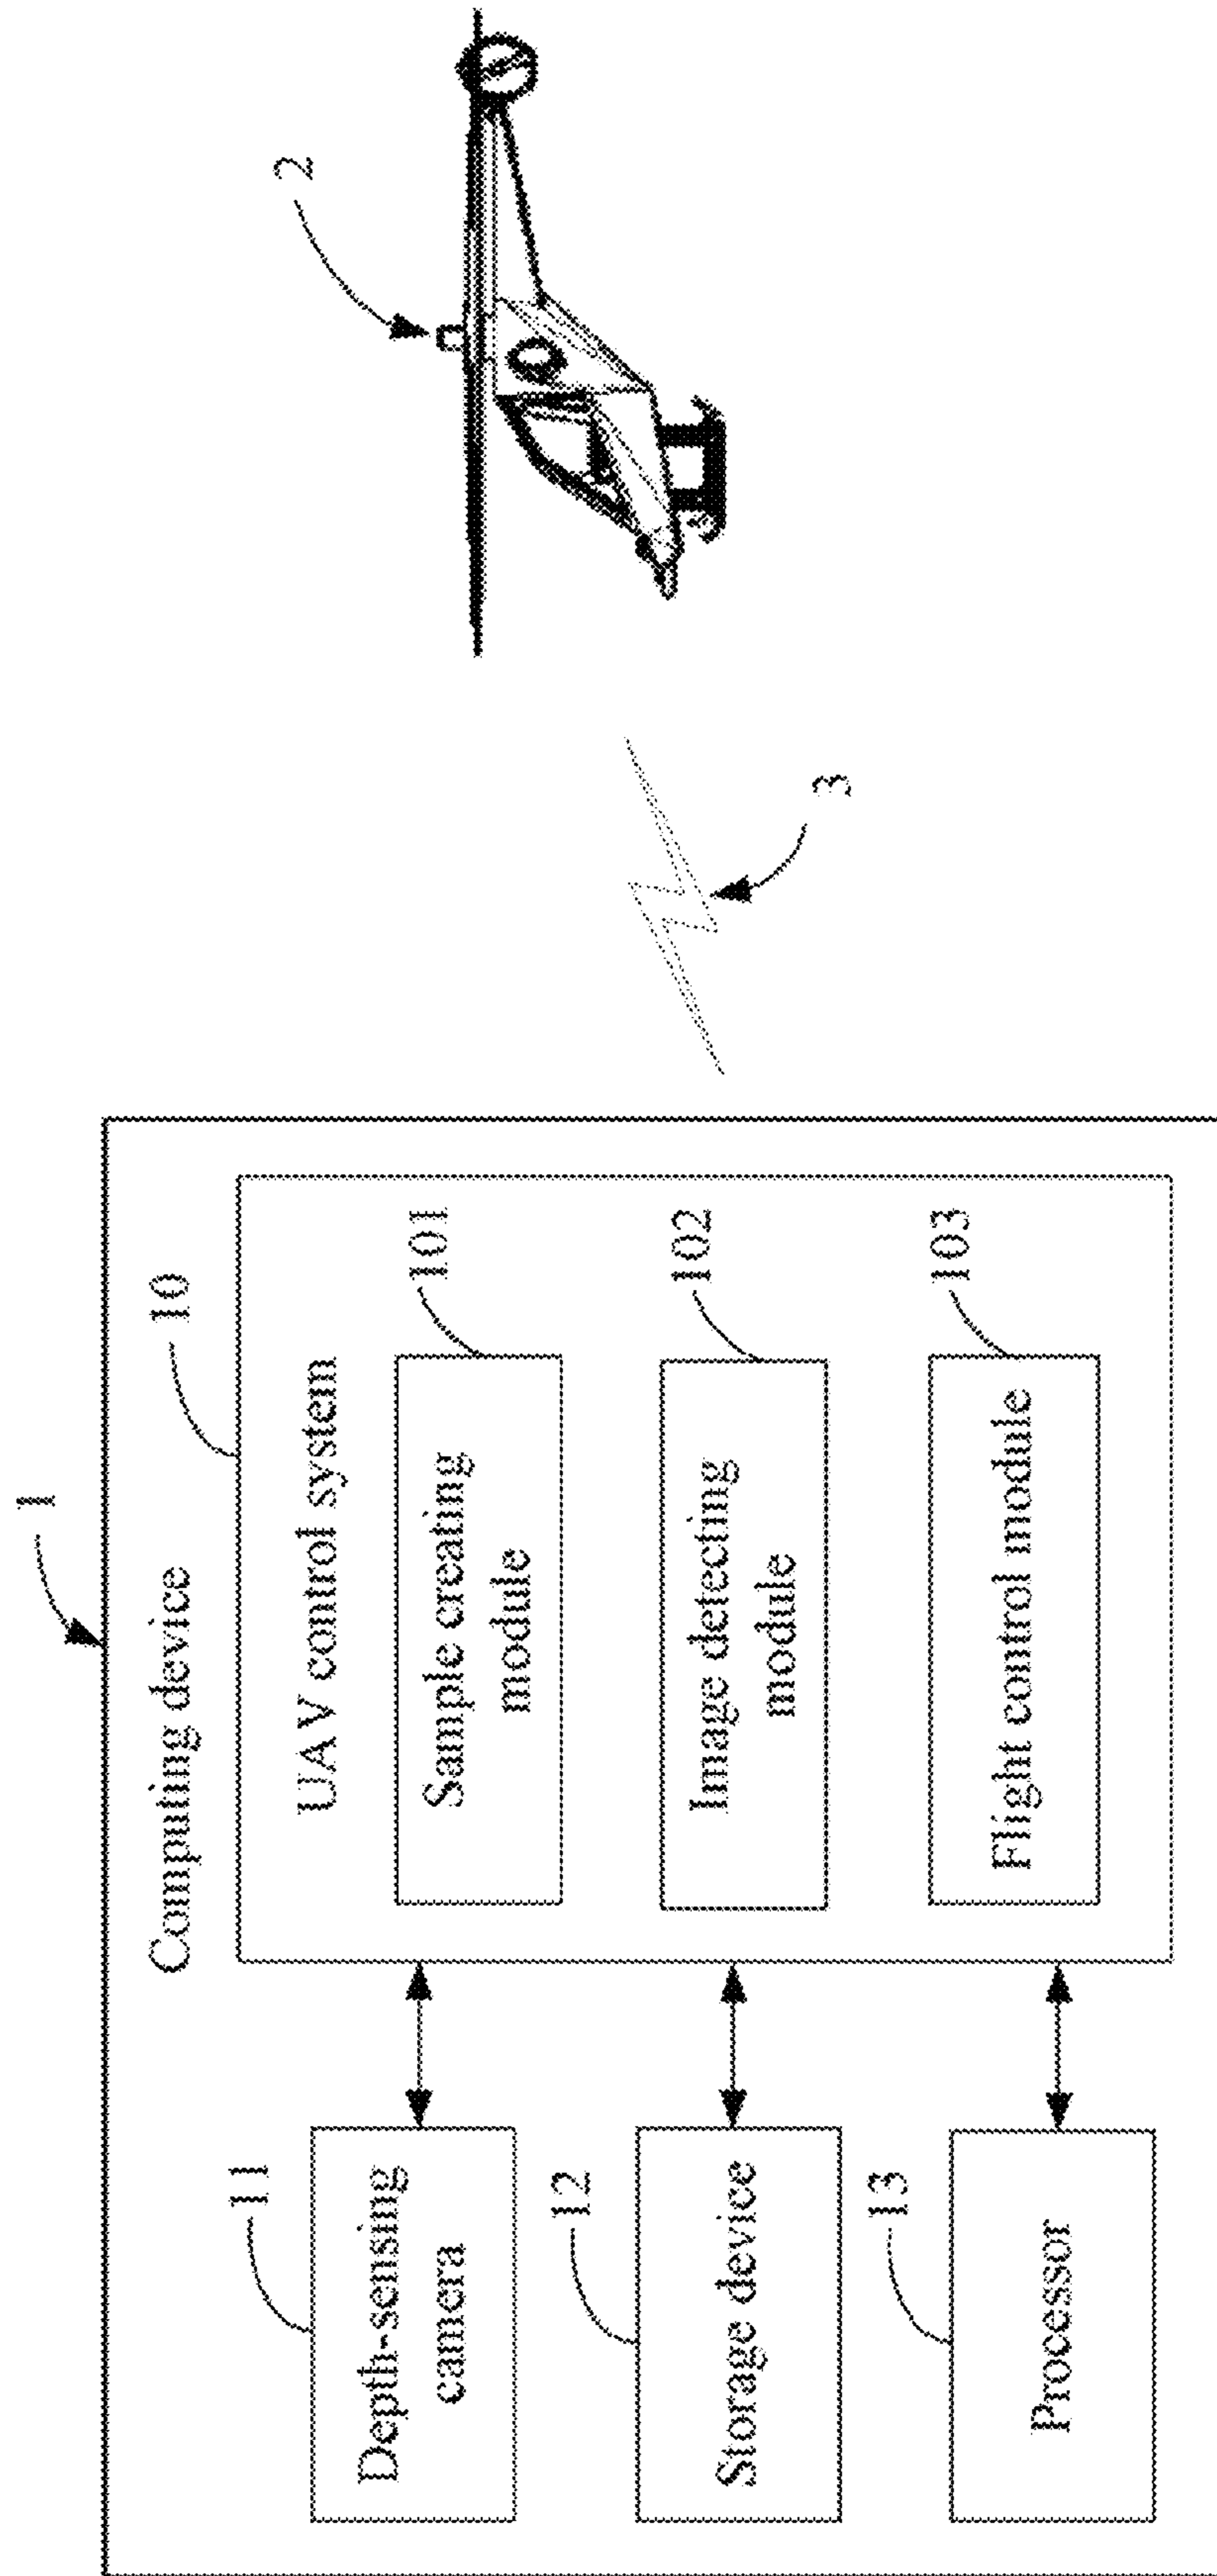 1
Computing device
10
UAV control system
11
Depth-sensing
camera
101
Sample creating
module
12
Storage device
102
Image detecting
module
13
Processor
103
Flight control module
2
3